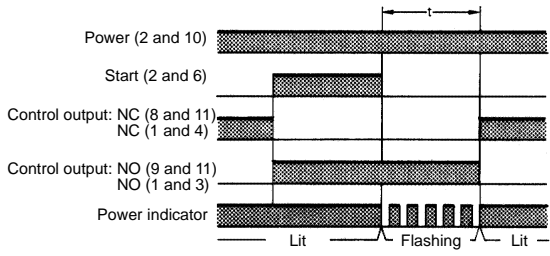 t
Power (2 and 10)
Start (2 and 6)
Control output: NC (8 and 11)
NC (1 and 4)
Control output: NO (9 and 11)
NO (1 and 3)
Power indicator
Lit
Flashing
Lit